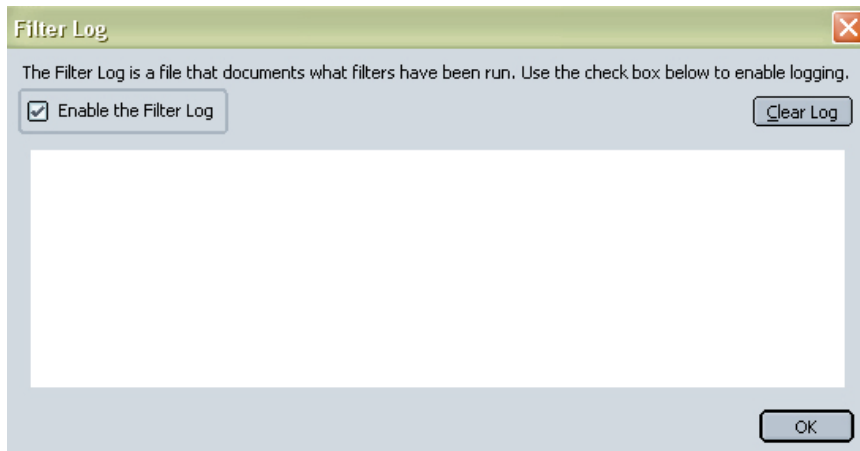 Filter Log
The Filter Log is a file that documents what filters have been run. Use the check box below to enable logging.
Enable the Filter Log
Clear Log
OK